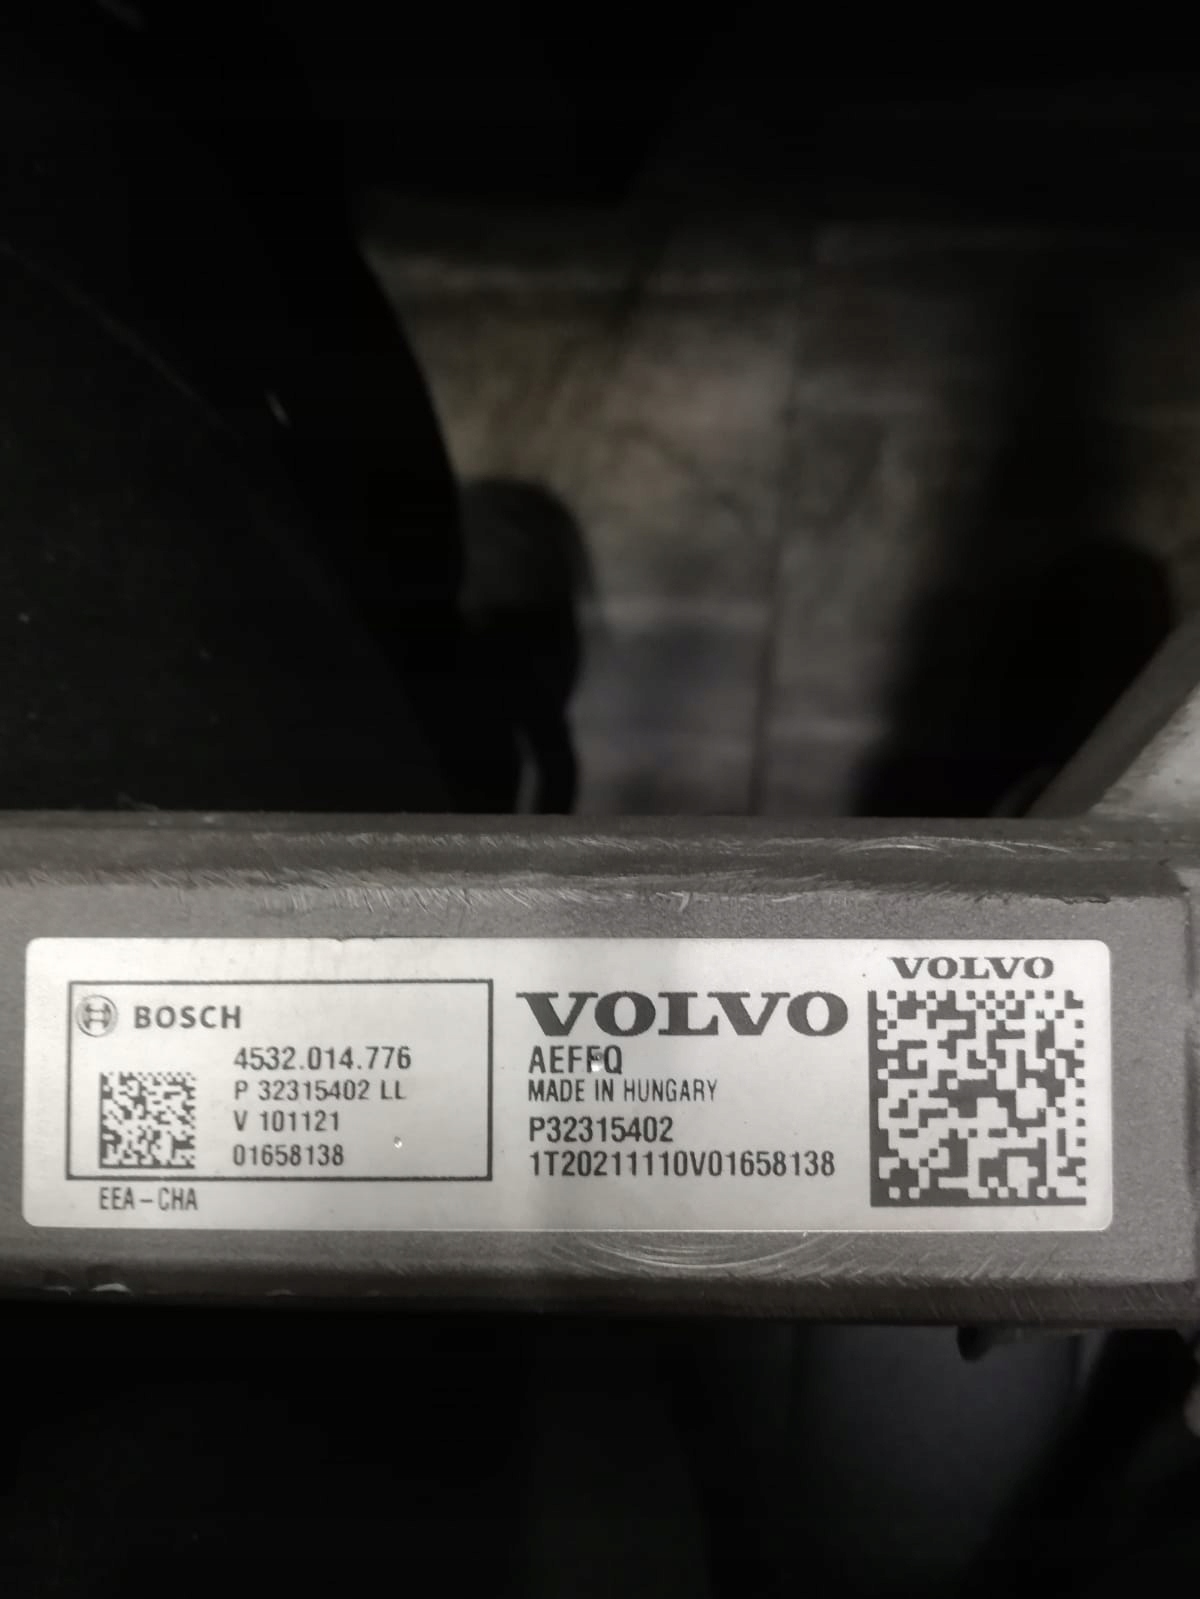 BOSCH
4532.014.776
P 32315402 LL
V 101121
01658138
EEA-CHA
VOLVO
AEFFQ
MADE IN HUNGARY
P32315402
1T20211110V01658138
VOLVO